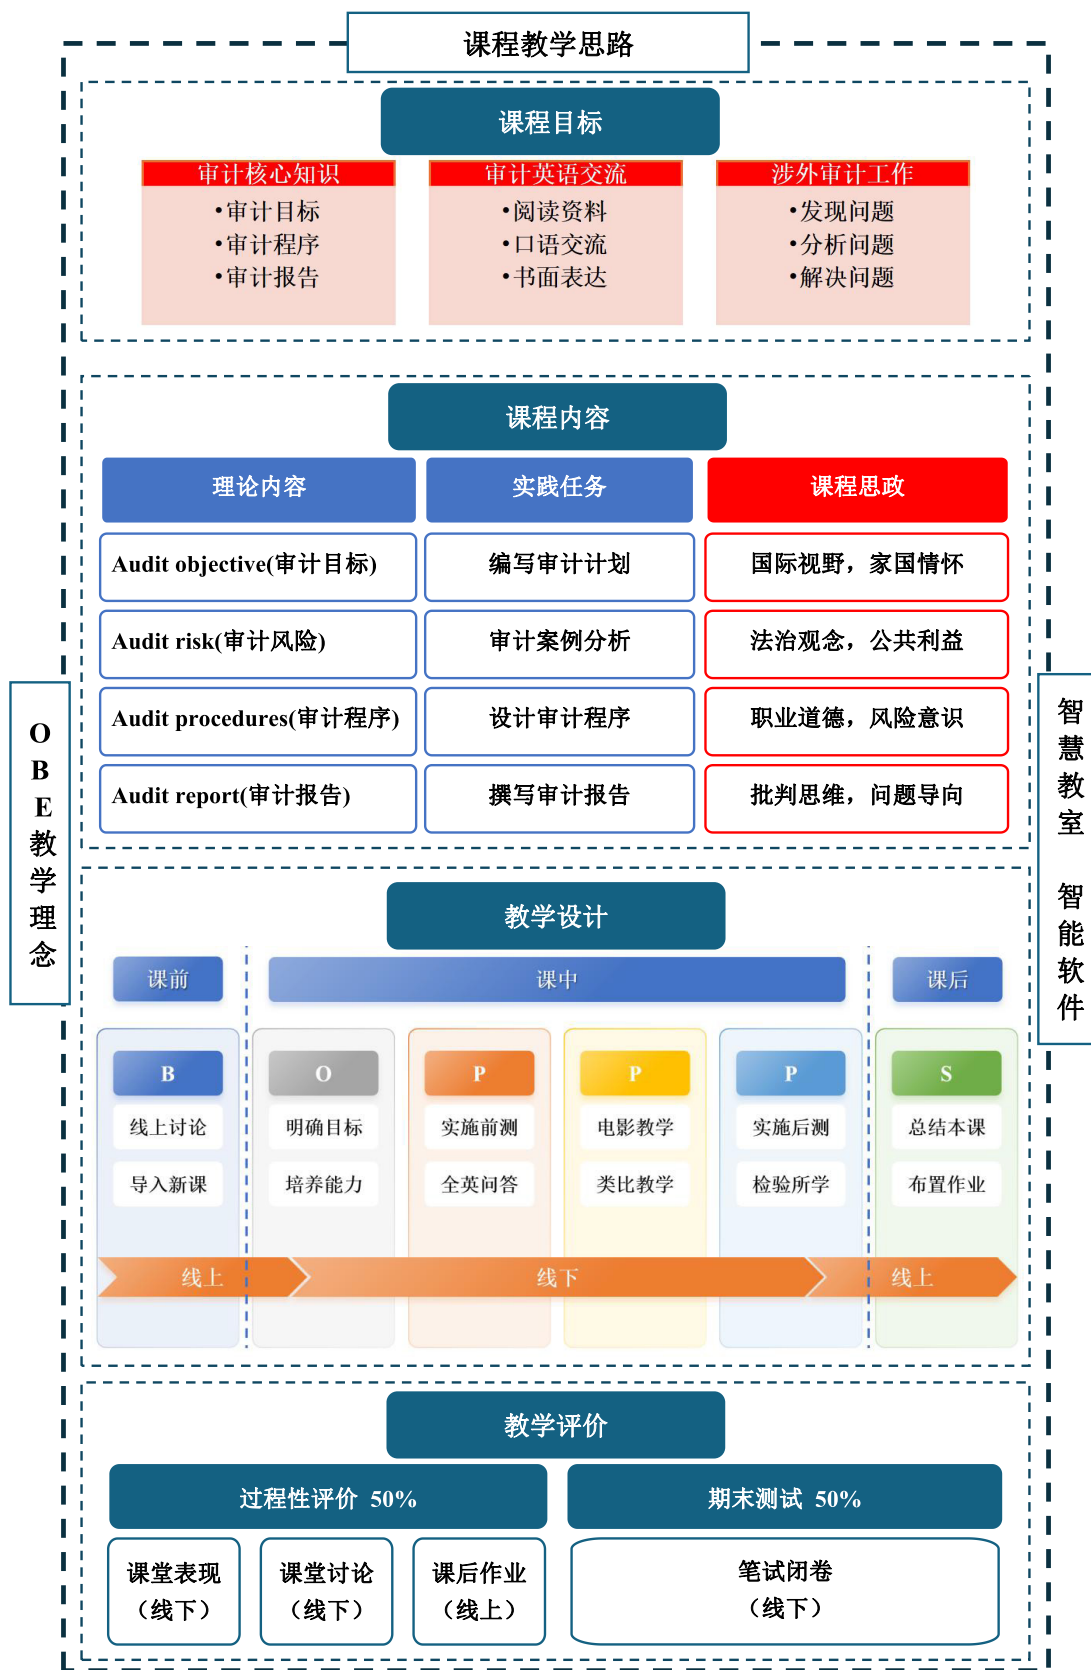 课程教学思路
课程目标
审计核心知识
•审计目标
•审计程序
•审计报告
审计英语交流
•阅读资料
•口语交流
•书面表达
涉外审计工作
•发现问题
•分析问题
•解决问题
课程内容
理论内容
实践任务
课程思政
Audit objective(审计目标)
编写审计计划
国际视野，家国情怀
Audit risk(审计风险)
审计案例分析
法治观念，公共利益
Audit procedures(审计程序)
设计审计程序
职业道德，风险意识
Audit report(审计报告)
撰写审计报告
批判思维，问题导向
OBE教学理念
智慧教室 智能软件
教学设计
课前
课中
课后
B
线上讨论
导入新课
O
明确目标
培养能力
P
实施前测
全英问答
P
电影教学
类比教学
P
实施后测
检验所学
S
总结本课
布置作业
线上
线下
线上
教学评价
过程性评价 50%
期末测试 50%
课堂表现
（线下）
课堂讨论
（线下）
课后作业
（线上）
笔试闭卷
（线下）